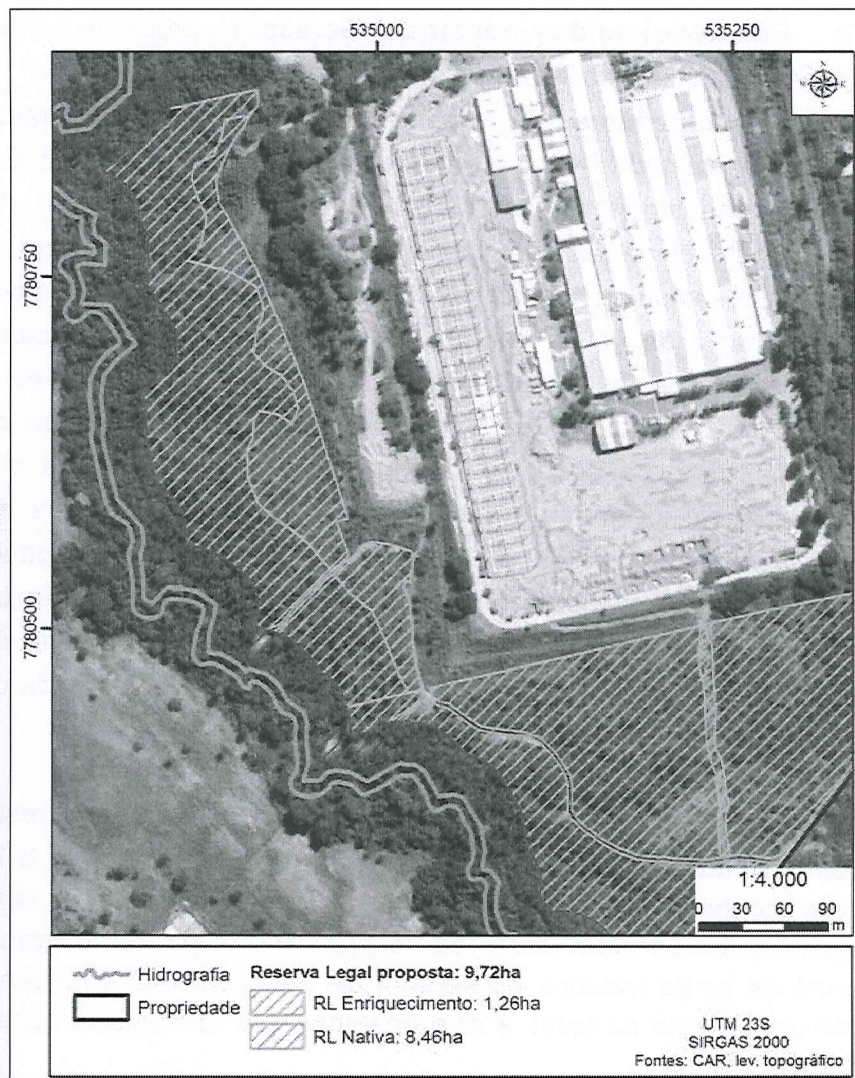 535000
535250
7780750
7780500
1:4.000
0 30 60 90
m
Hidrografia
Propriedade
Reserva Legal proposta: 9,72ha
RL Enriquecimento: 1,26ha
RL Nativa: 8,46ha
UTM 23S
SIRGAS 2000
Fontes: CAR, lev. topográfico